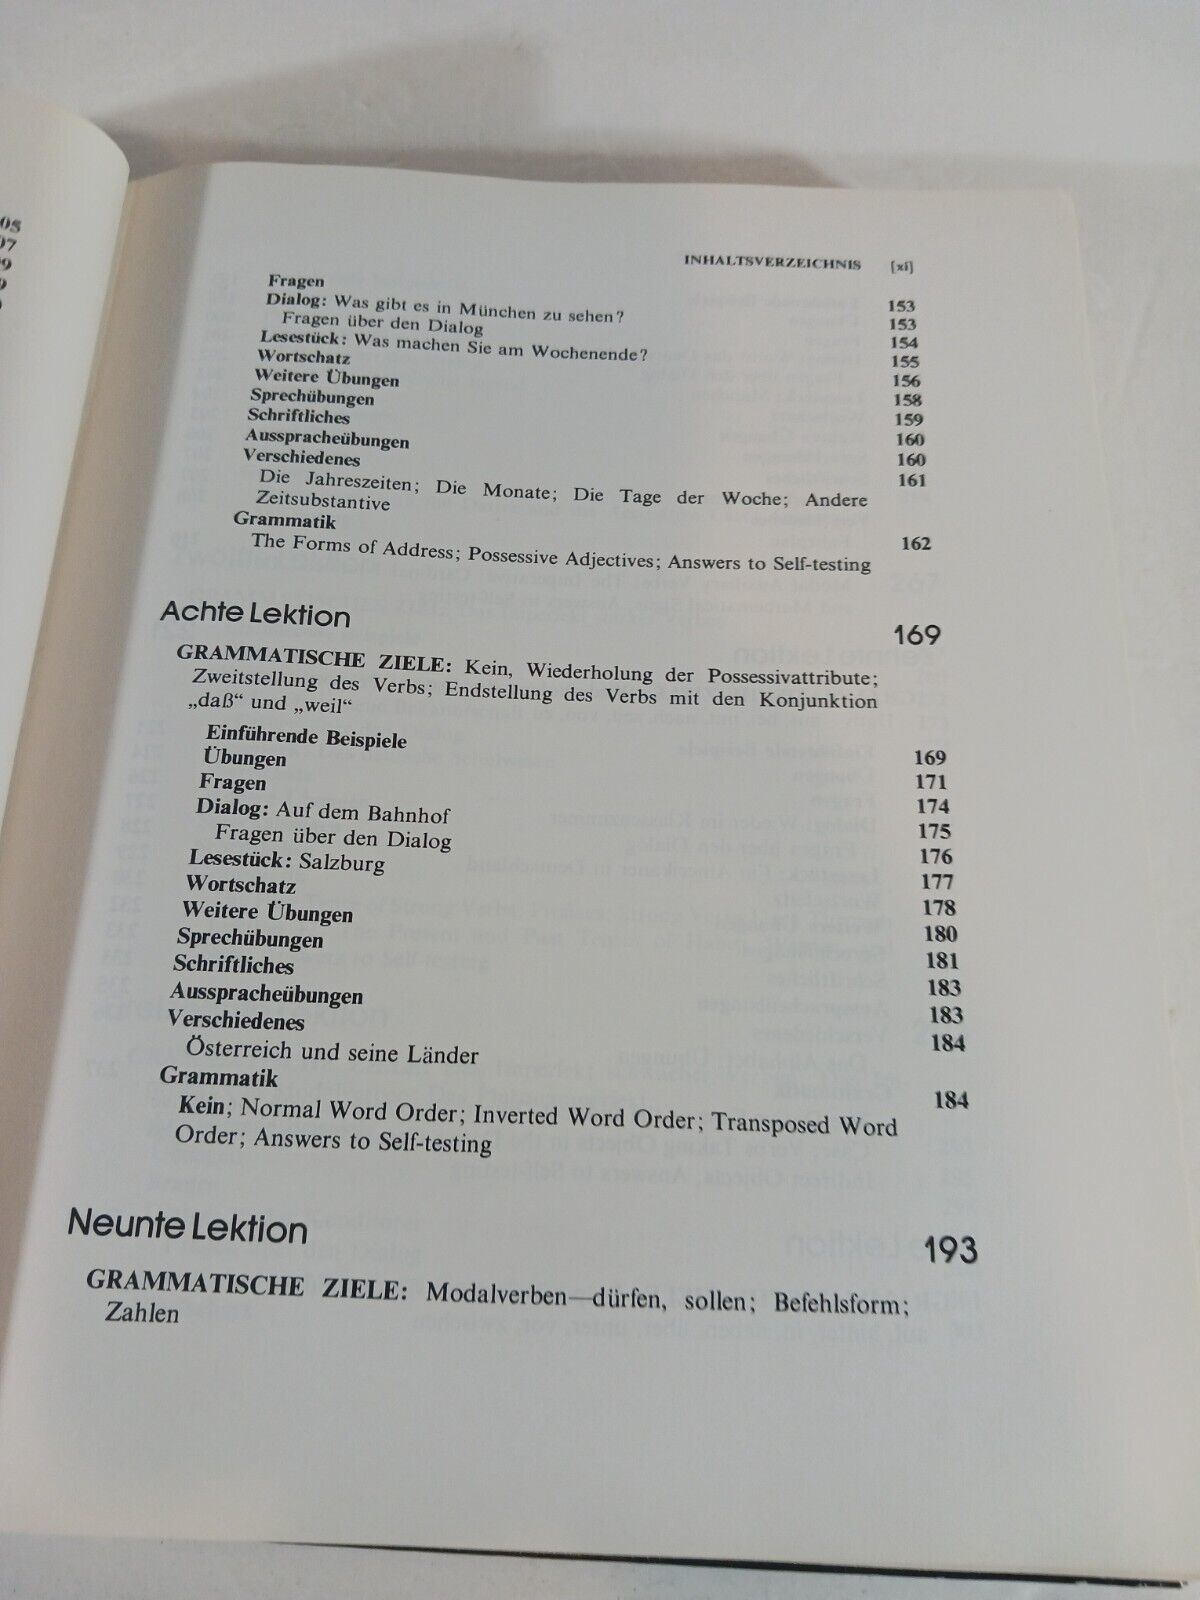 05
07
INHALTSVERZEICHNIS [xi]
Fragen 153
Dialog: Was gibt es in München zu sehen? 153
Fragen über den Dialog 154
Lesestück: Was machen Sie am Wochenende? 155
Wortschatz 156
Weitere Übungen 158
Sprechübungen 159
Schriftliches 160
Ausspracheübungen 160
Verschiedenes 161
Die Jahreszeiten; Die Monate; Die Tage der Woche; Andere
Zeitsubstantive
Grammatik 162
The Forms of Address; Possessive Adjectives; Answers to Self-testing
Achte Lektion 169
GRAMMATISCHE ZIELE: Kein, Wiederholung der Possessivattribute;
Zweitstellung des Verbs; Endstellung des Verbs mit den Konjunktion
„daß“ und „weil“
Einführende Beispiele 169
Übungen 171
Fragen 174
Dialog: Auf dem Bahnhof 175
Fragen über den Dialog 176
Lesestück: Salzburg 177
Wortschatz 178
Weitere Übungen 180
Sprechübungen 181
Schriftliches 183
Ausspracheübungen 183
Verschiedenes 184
Österreich und seine Länder
Grammatik 184
Kein; Normal Word Order; Inverted Word Order; Transposed Word
Order; Answers to Self-testing
Neunte Lektion 193
GRAMMATISCHE ZIELE: Modalverben—dürfen, sollen; Befehlsform;
Zahlen